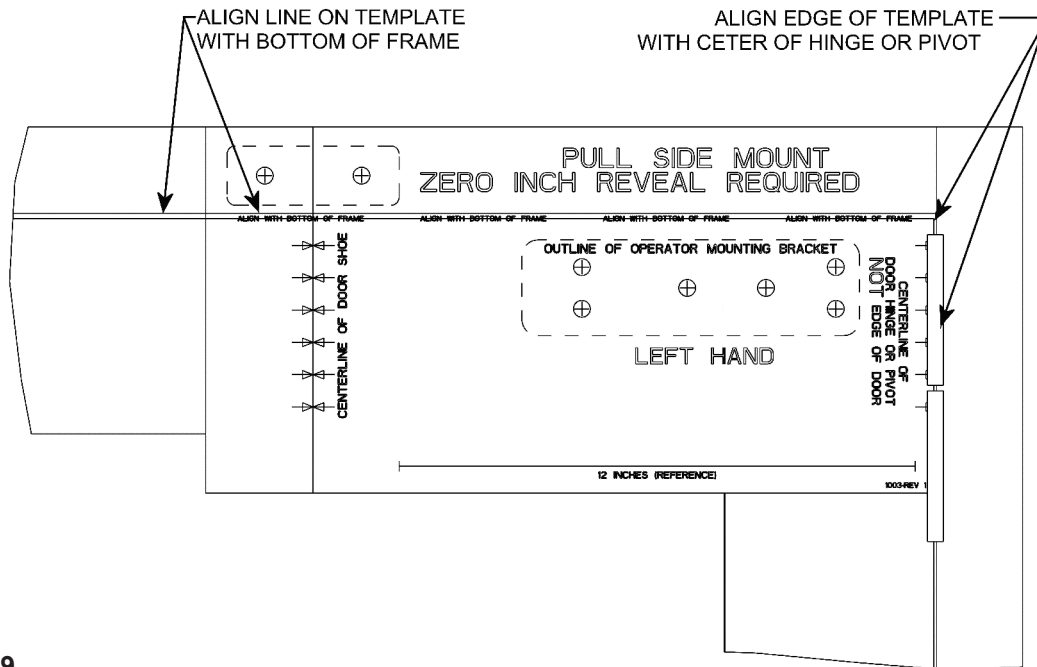 ALIGN LINE ON TEMPLATE
WITH BOTTOM OF FRAME
ALIGN EDGE OF TEMPLATE
WITH CETER OF HINGE OR PIVOT
PULL SIDE MOUNT
ZERO INCH REVEAL REQUIRED
ALIGN WITH BOTTOM OF FRAME
ALIGN WITH BOTTOM OF FRAME
ALIGN WITH BOTTOM OF FRAME
ALIGN WITH BOTTOM OF FRAME
CENTERLINE OF DOOR SHOE
OUTLINE OF OPERATOR MOUNTING BRACKET
LEFT HAND
CENTERLINE OF
DOOR HINGE OR PIVOT
NOT EDGE OF DOOR
12 INCHES (REFERENCE)
1003-REV 1
9